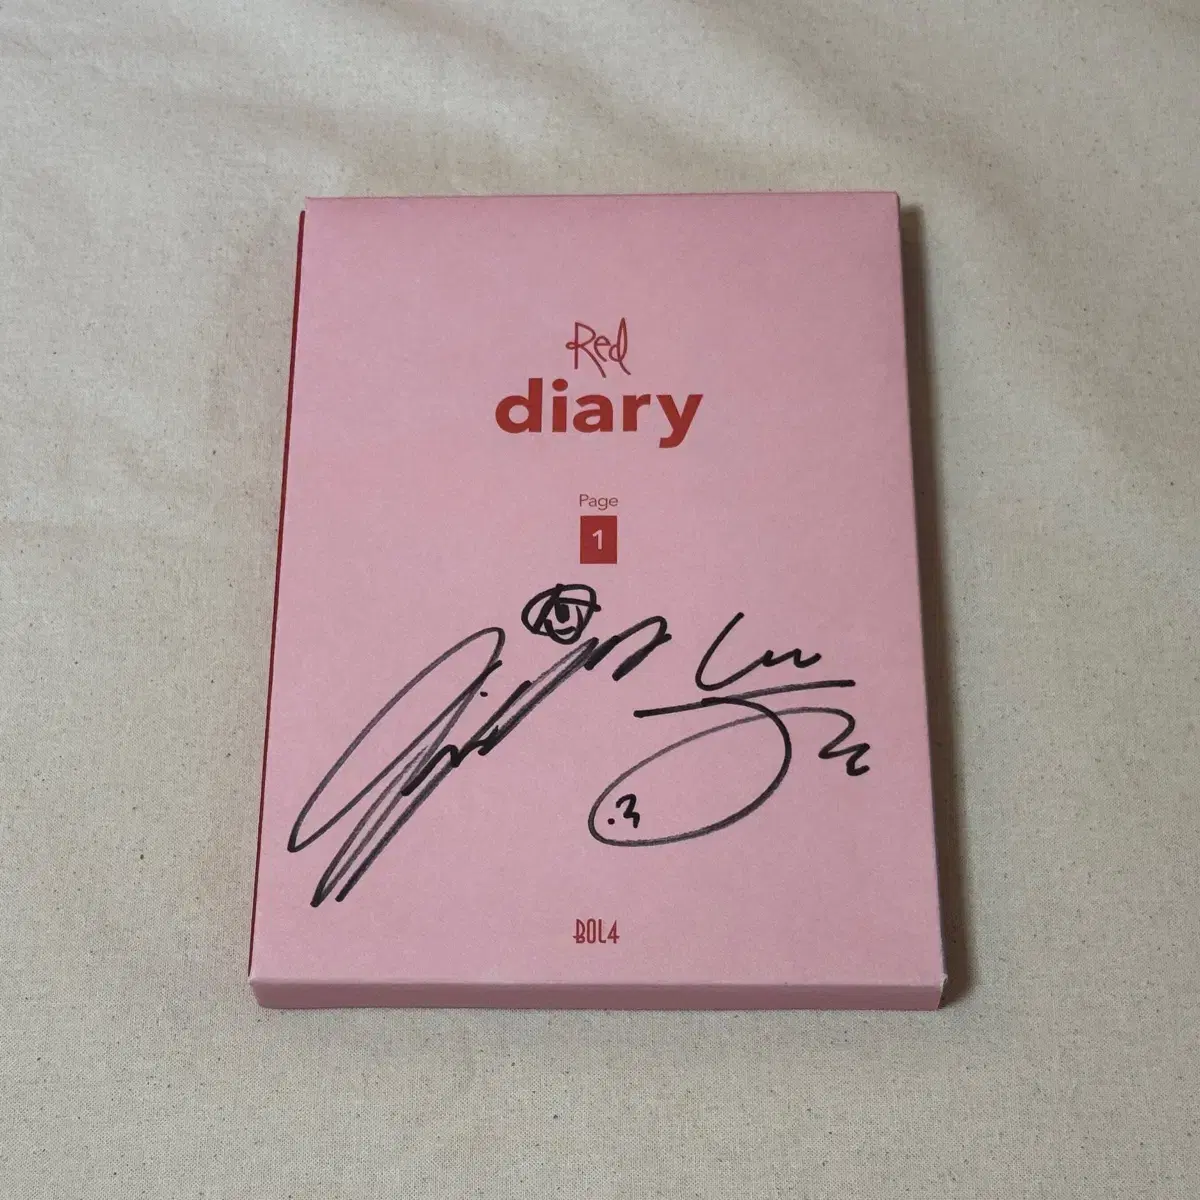 Red
diary
Page
1
BOL4